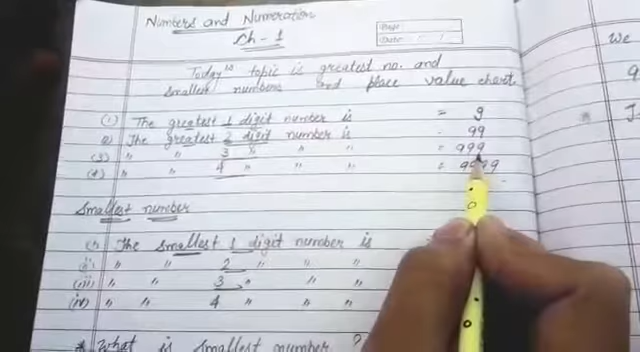 Numbers and Numeration
Ch-1
Page
Date
Today's topic is greatest no. and
smallest numbers and place value chart
(1) The greatest 1 digit number is = 9
2) The greatest 2 digit number is - 99
(3) " " 3 " " " = 999
(4) " " 4 " " " = 9999
Smallest number
(i) The smallest 1 digit number is
(ii) " " 2 " " "
(iii) " " 3 " " "
(iv) " " 4 " " "
* What is smallest number ?
We
9